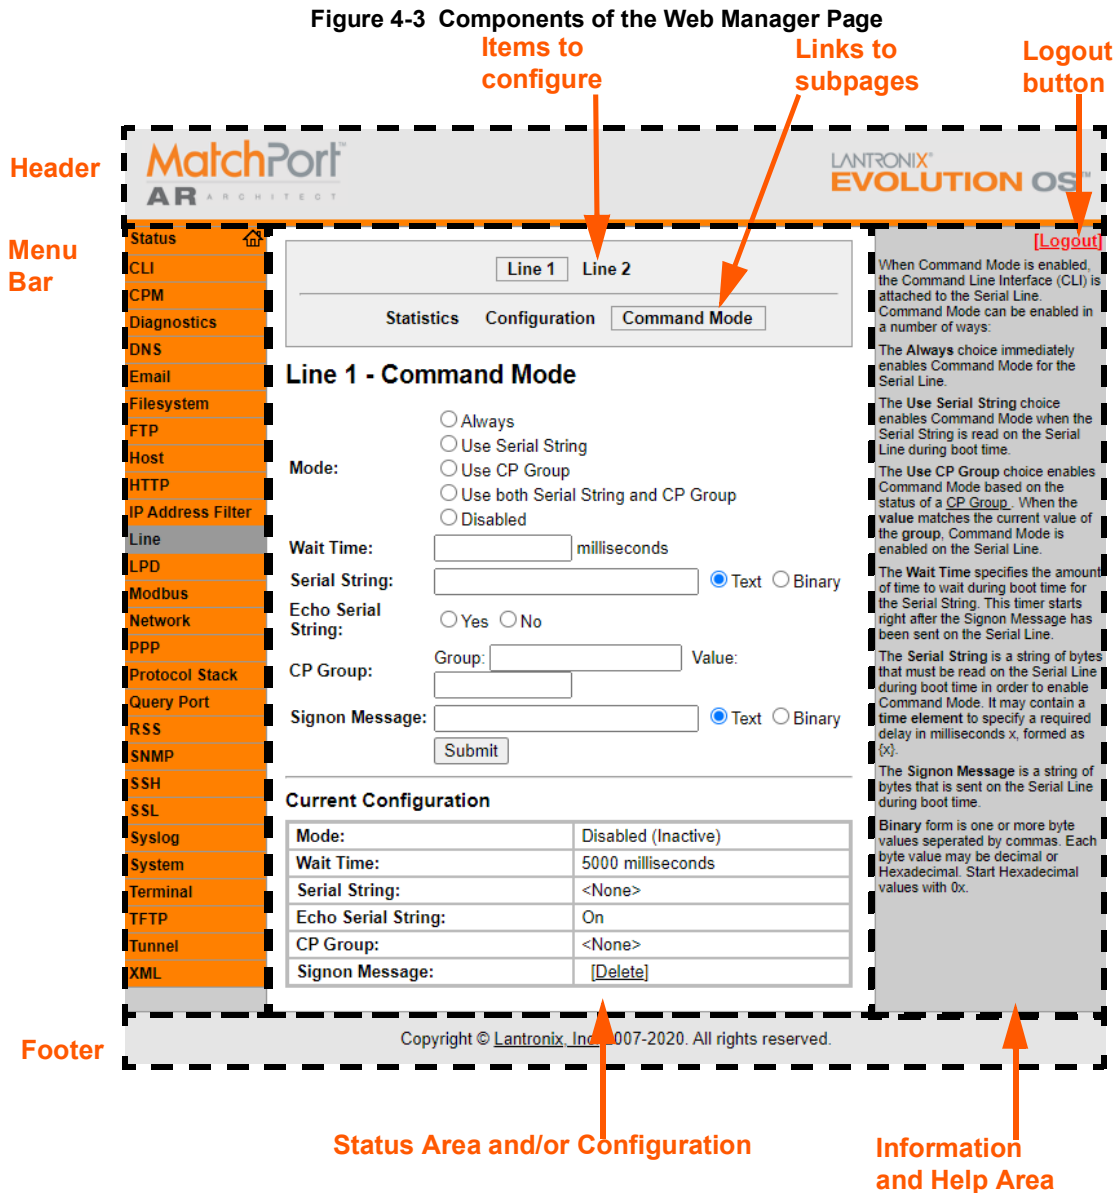 Figure 4-3  Components of the Web Manager Page
Items to
configure
Links to
subpages
Logout
button
Header
MatchPort™
AR ARCHITECT
LANTRONIX®
EVOLUTION OS™
Menu
Bar
Status
CLI
CPM
Diagnostics
DNS
Email
Filesystem
FTP
Host
HTTP
IP Address Filter
Line
LPD
Modbus
Network
PPP
Protocol Stack
Query Port
RSS
SNMP
SSH
SSL
Syslog
System
Terminal
TFTP
Tunnel
XML
Line 1 Line 2
Statistics Configuration Command Mode
Line 1 - Command Mode
Mode:
Always
Use Serial String
Use CP Group
Use both Serial String and CP Group
Disabled
Wait Time: milliseconds
Serial String: Text Binary
Echo Serial
String:
Yes No
CP Group:
Group: Value:
Signon Message: Text Binary
Submit
Current Configuration
Mode: Disabled (Inactive)
Wait Time: 5000 milliseconds
Serial String: <None>
Echo Serial String: On
CP Group: <None>
Signon Message: [Delete]
[Logout]
When Command Mode is enabled,
the Command Line Interface (CLI) is
attached to the Serial Line.
Command Mode can be enabled in
a number of ways:
The Always choice immediately
enables Command Mode for the
Serial Line.
The Use Serial String choice
enables Command Mode when the
Serial String is read on the Serial
Line during boot time.
The Use CP Group choice enables
Command Mode based on the
status of a CP Group . When the
value matches the current value of
the group, Command Mode is
enabled on the Serial Line.
The Wait Time specifies the amount
of time to wait during boot time for
the Serial String. This timer starts
right after the Signon Message has
been sent on the Serial Line.
The Serial String is a string of bytes
that must be read on the Serial Line
during boot time in order to enable
Command Mode. It may contain a
time element to specify a required
delay in milliseconds x, formed as
{x}.
The Signon Message is a string of
bytes that is sent on the Serial Line
during boot time.
Binary form is one or more byte
values seperated by commas. Each
byte value may be decimal or
Hexadecimal. Start Hexadecimal
values with 0x.
Footer
Copyright © Lantronix, Inc. 2007-2020. All rights reserved.
Status Area and/or Configuration
Information
and Help Area